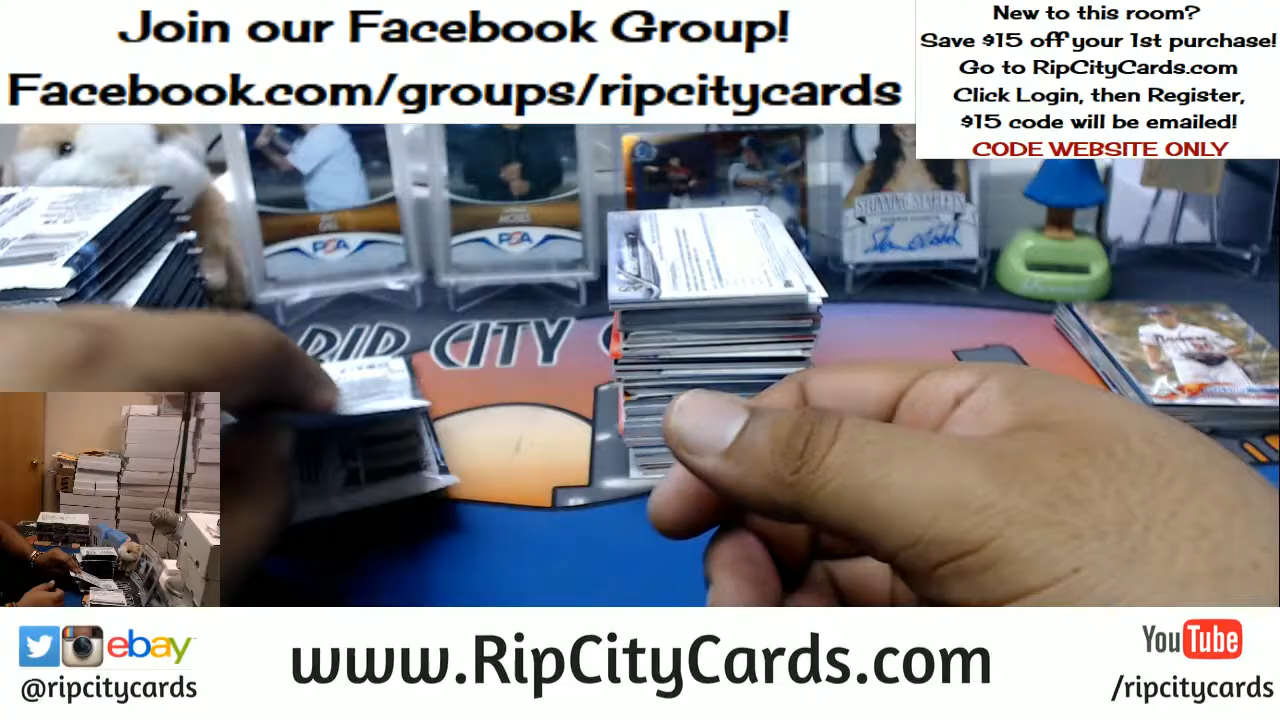 Join our Facebook Group!
Facebook.com/groups/ripcitycards
New to this room?
Save $15 off your 1st purchase!
Go to RipCityCards.com
Click Login, then Register,
$15 code will be emailed!
CODE WEBSITE ONLY
PSA
PSA
STUNNING STARLETS
RIP CITY
ebay
@ripcitycards
www.RipCityCards.com
YouTube
/ripcitycards